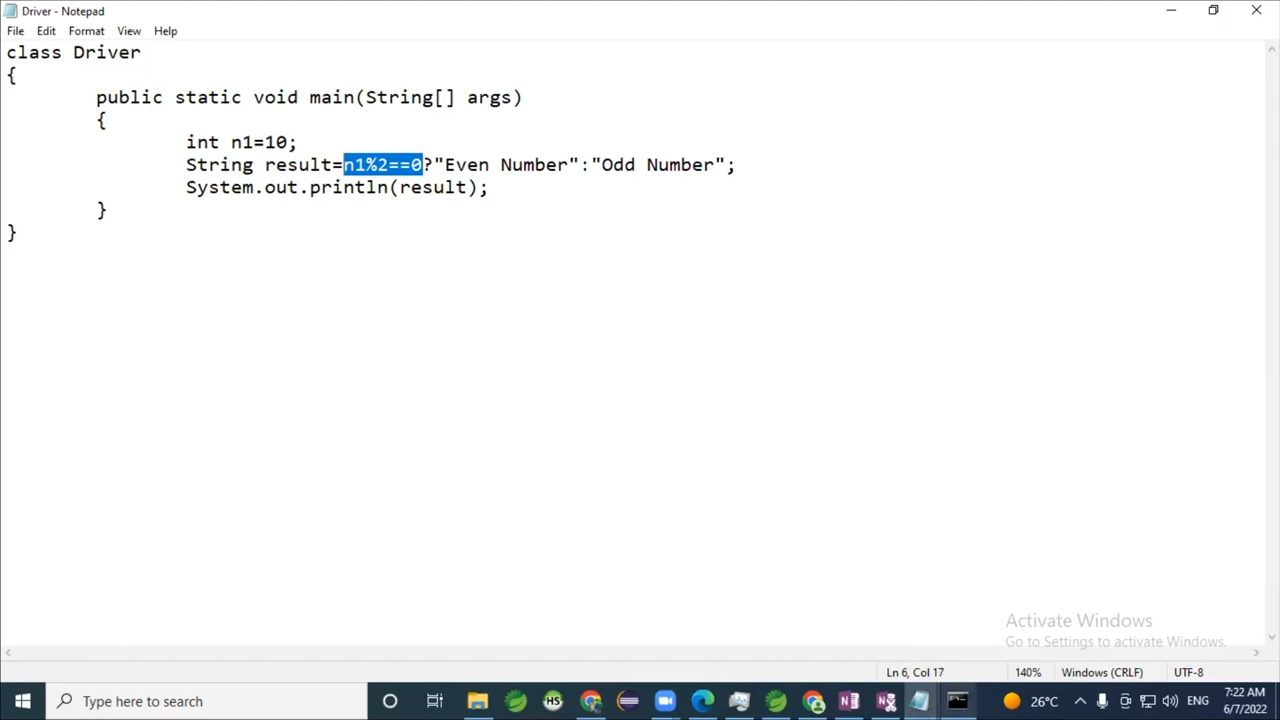 Driver - Notepad
File Edit Format View Help
class Driver
{
public static void main(String[] args)
{
int n1=10;
String result=n1%2==0?"Even Number":"Odd Number";
System.out.println(result);
}
}
Activate Windows
Go to Settings to activate Windows.
Ln 6, Col 17 140% Windows (CRLF) UTF-8
Type here to search HS 26°C ENG 7:22 AM
6/7/2022